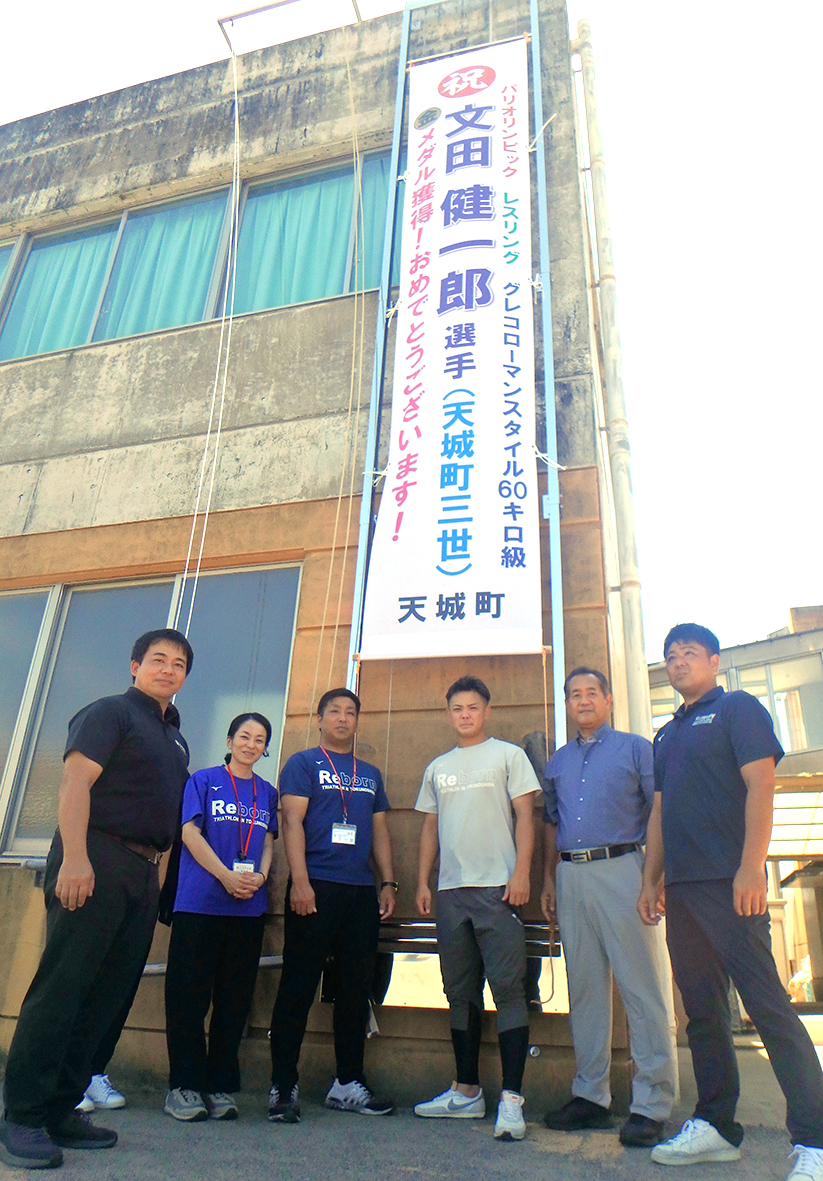 祝
パリオリンピック レスリング グレコローマンスタイル60キロ級
文田 健一郎 選手(天城町三世)
金メダル獲得!おめでとうございます!
天城町
Reborn
TRIATHLON IN TOKUNOSHIMA
Reborn
TRIATHLON IN TOKUNOSHIMA
Reborn
TRIATHLON IN TOKUNOSHIMA